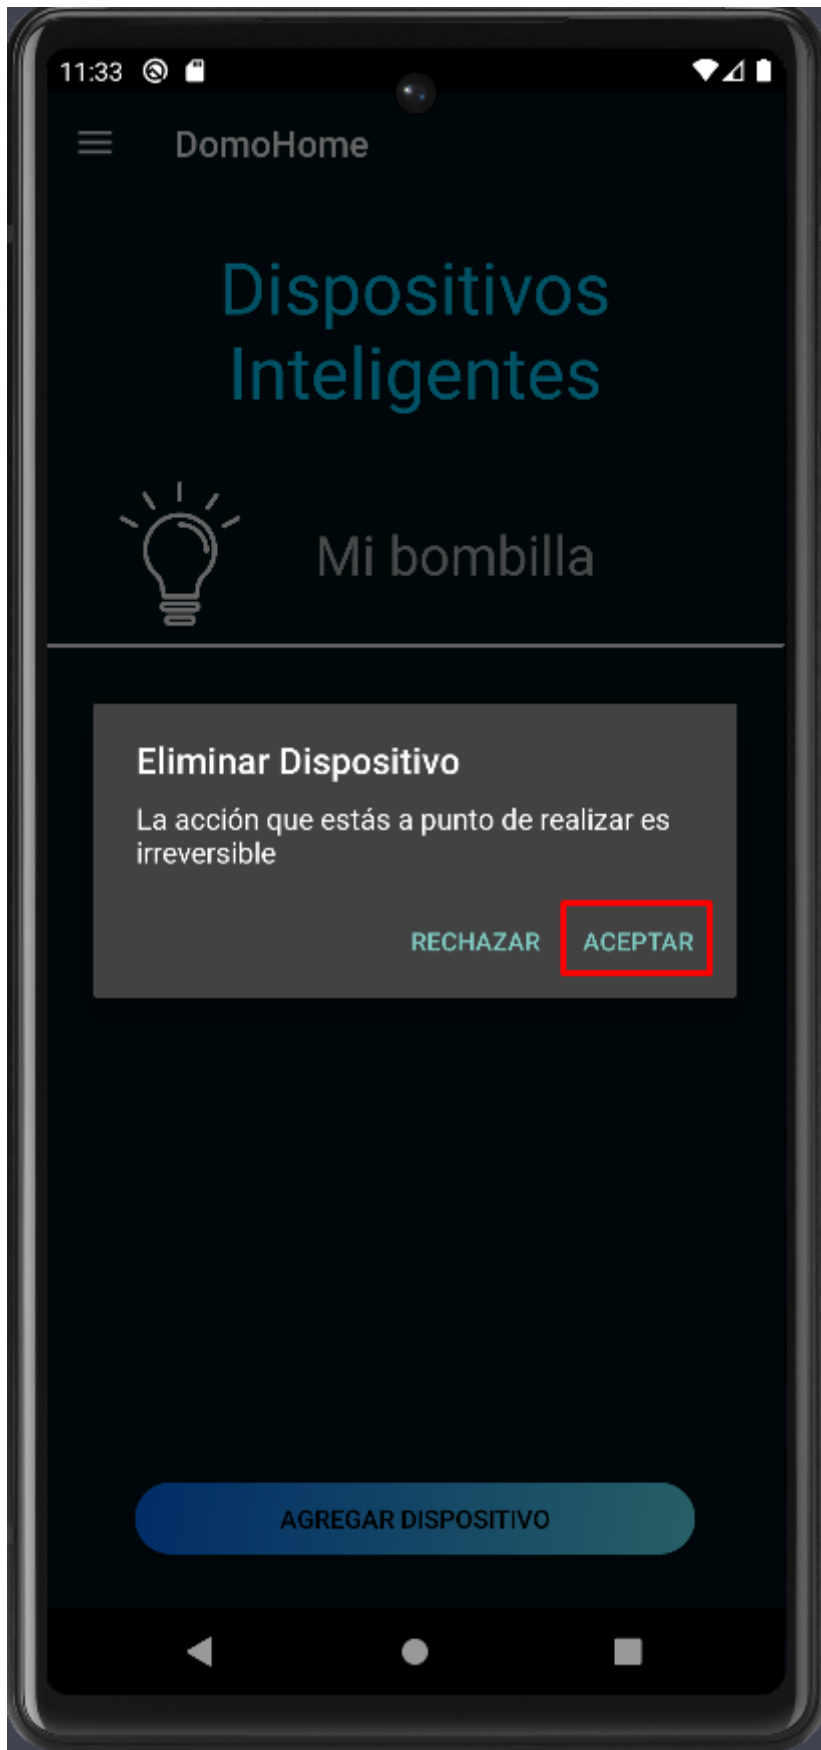 11:33
DomoHome
Dispositivos
Inteligentes
Mi bombilla
Eliminar Dispositivo
La acción que estás a punto de realizar es
irreversible
RECHAZAR ACEPTAR
AGREGAR DISPOSITIVO